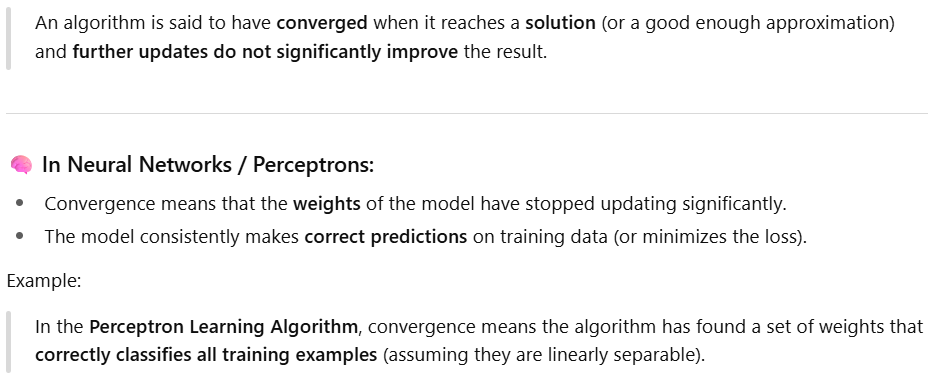 An algorithm is said to have converged when it reaches a solution (or a good enough approximation)
and further updates do not significantly improve the result.
🧠 In Neural Networks / Perceptrons:
• Convergence means that the weights of the model have stopped updating significantly.
• The model consistently makes correct predictions on training data (or minimizes the loss).
Example:
In the Perceptron Learning Algorithm, convergence means the algorithm has found a set of weights that
correctly classifies all training examples (assuming they are linearly separable).